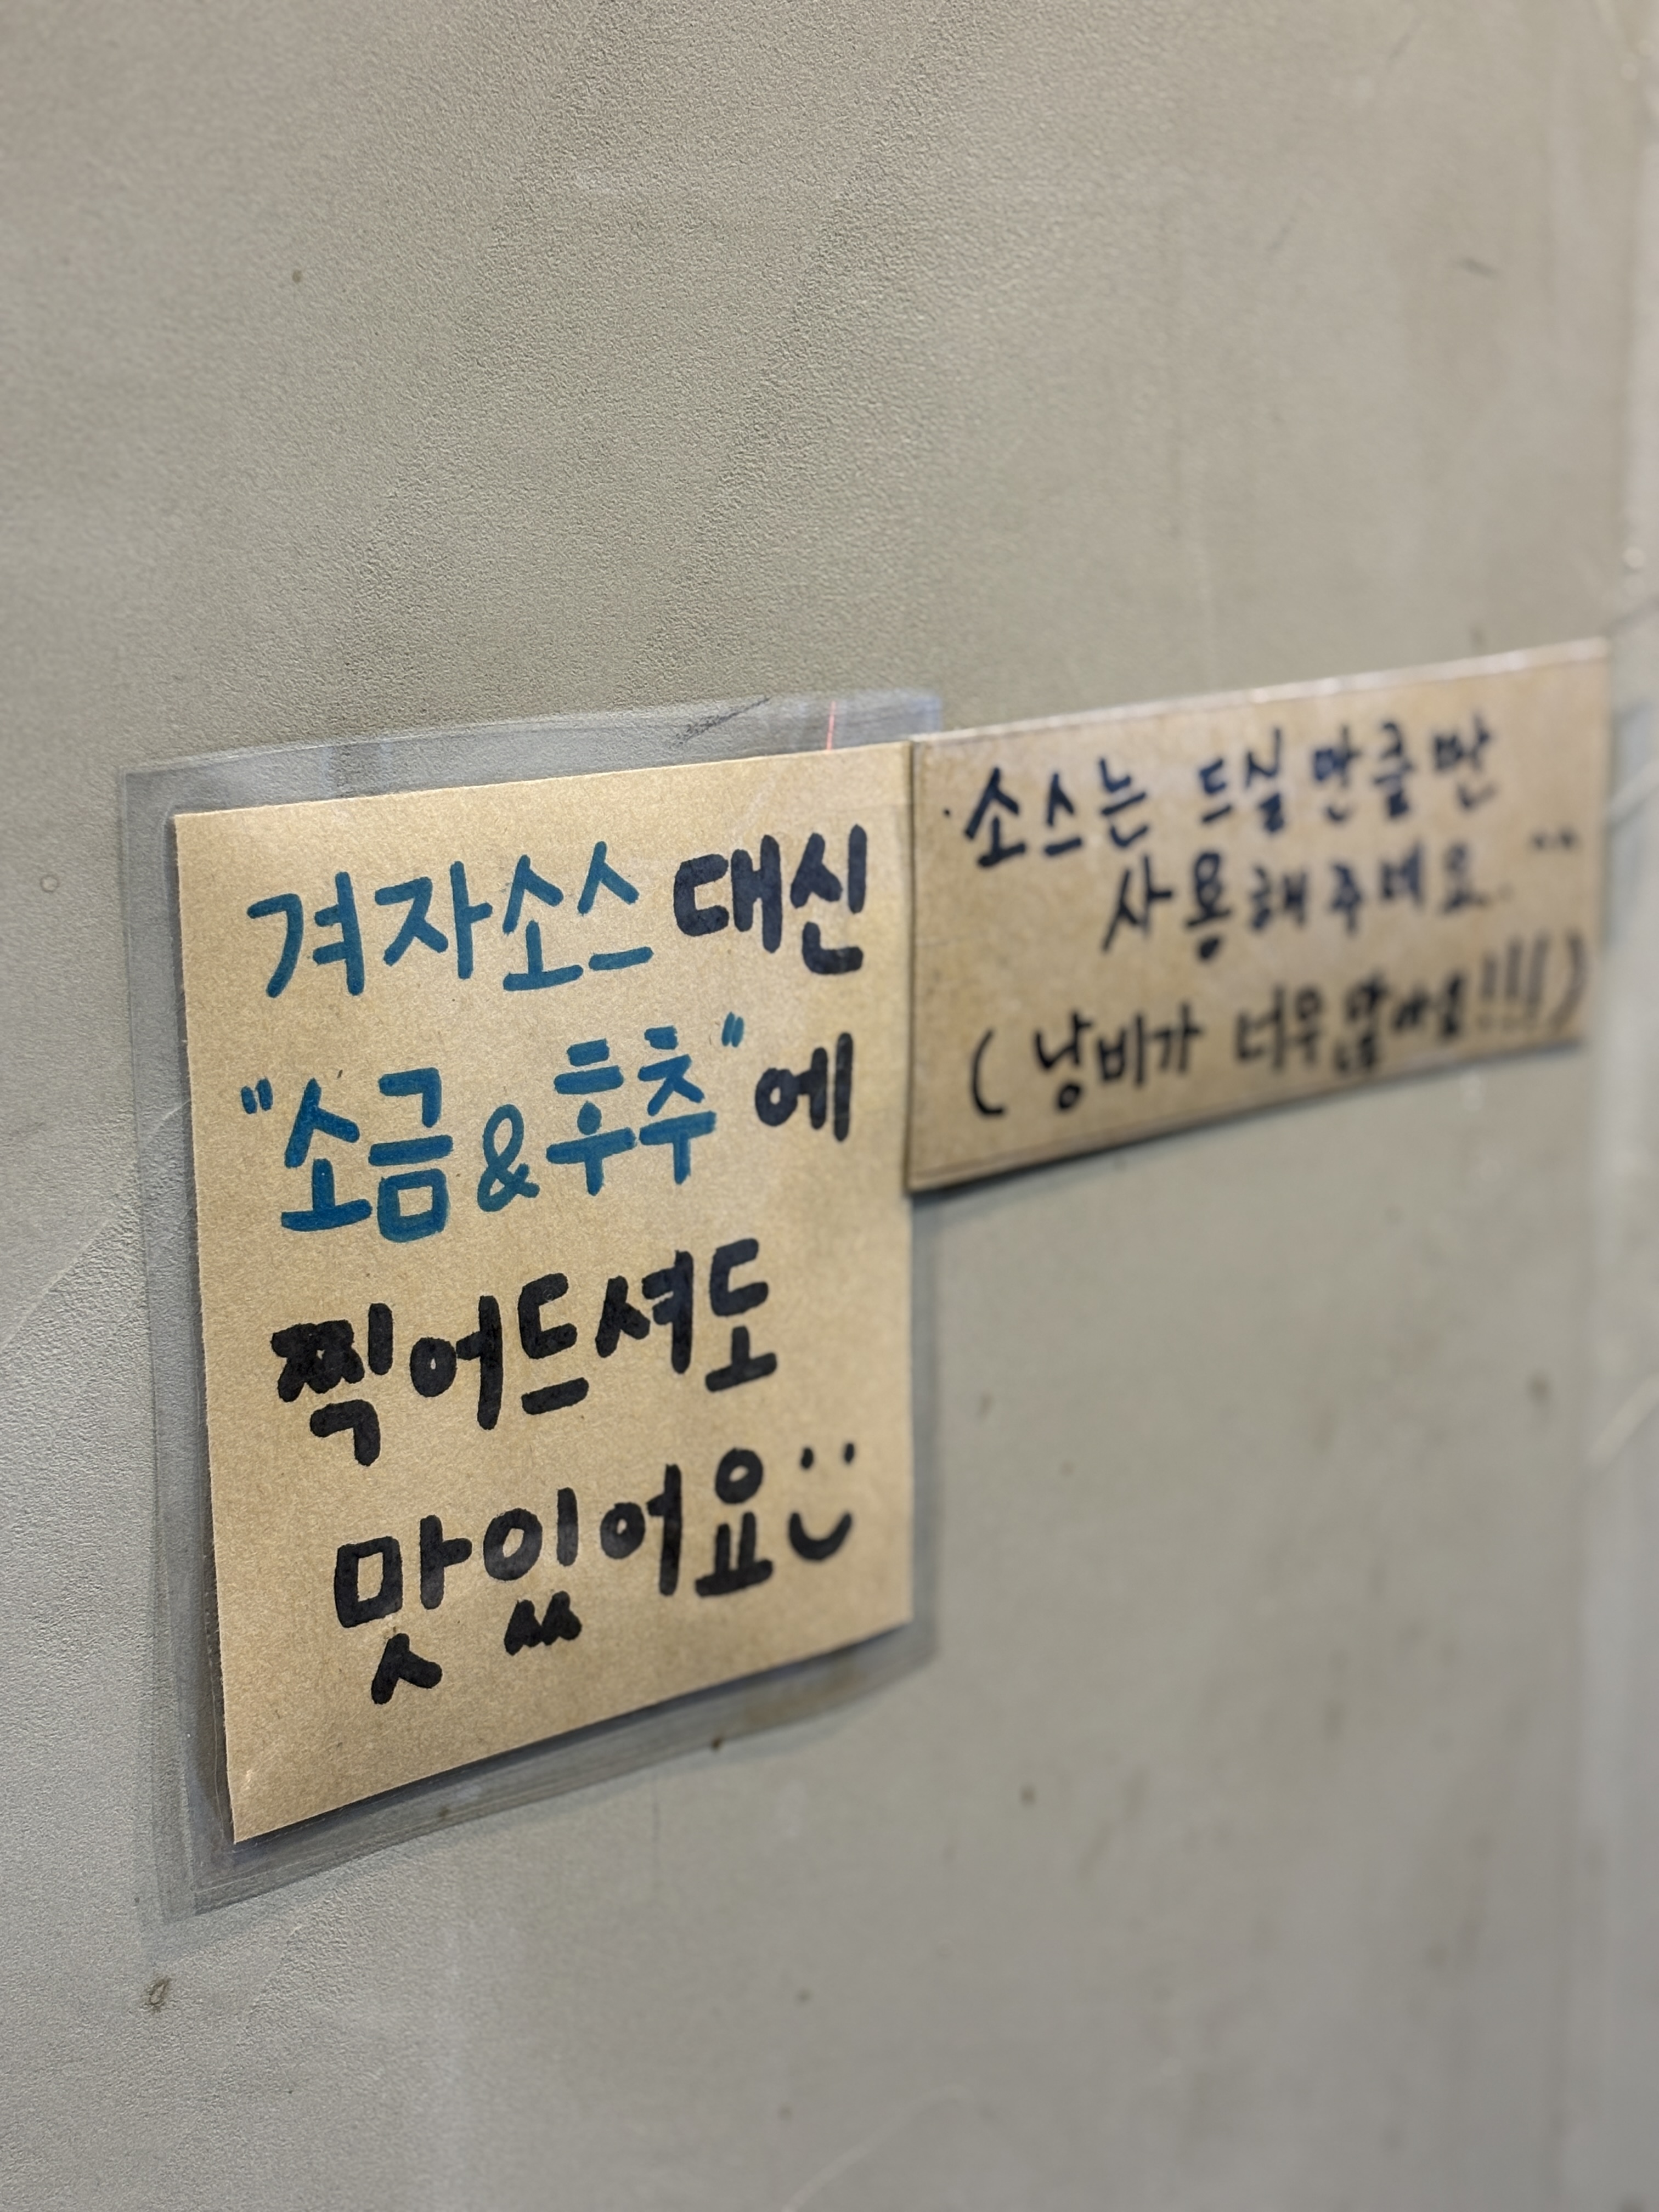 겨자소스 대신
"소금&후추"에
찍어드셔도
맛있어요
소스는 드실만큼만
사용해주세요..
(낭비가 너무 많아요!!!)